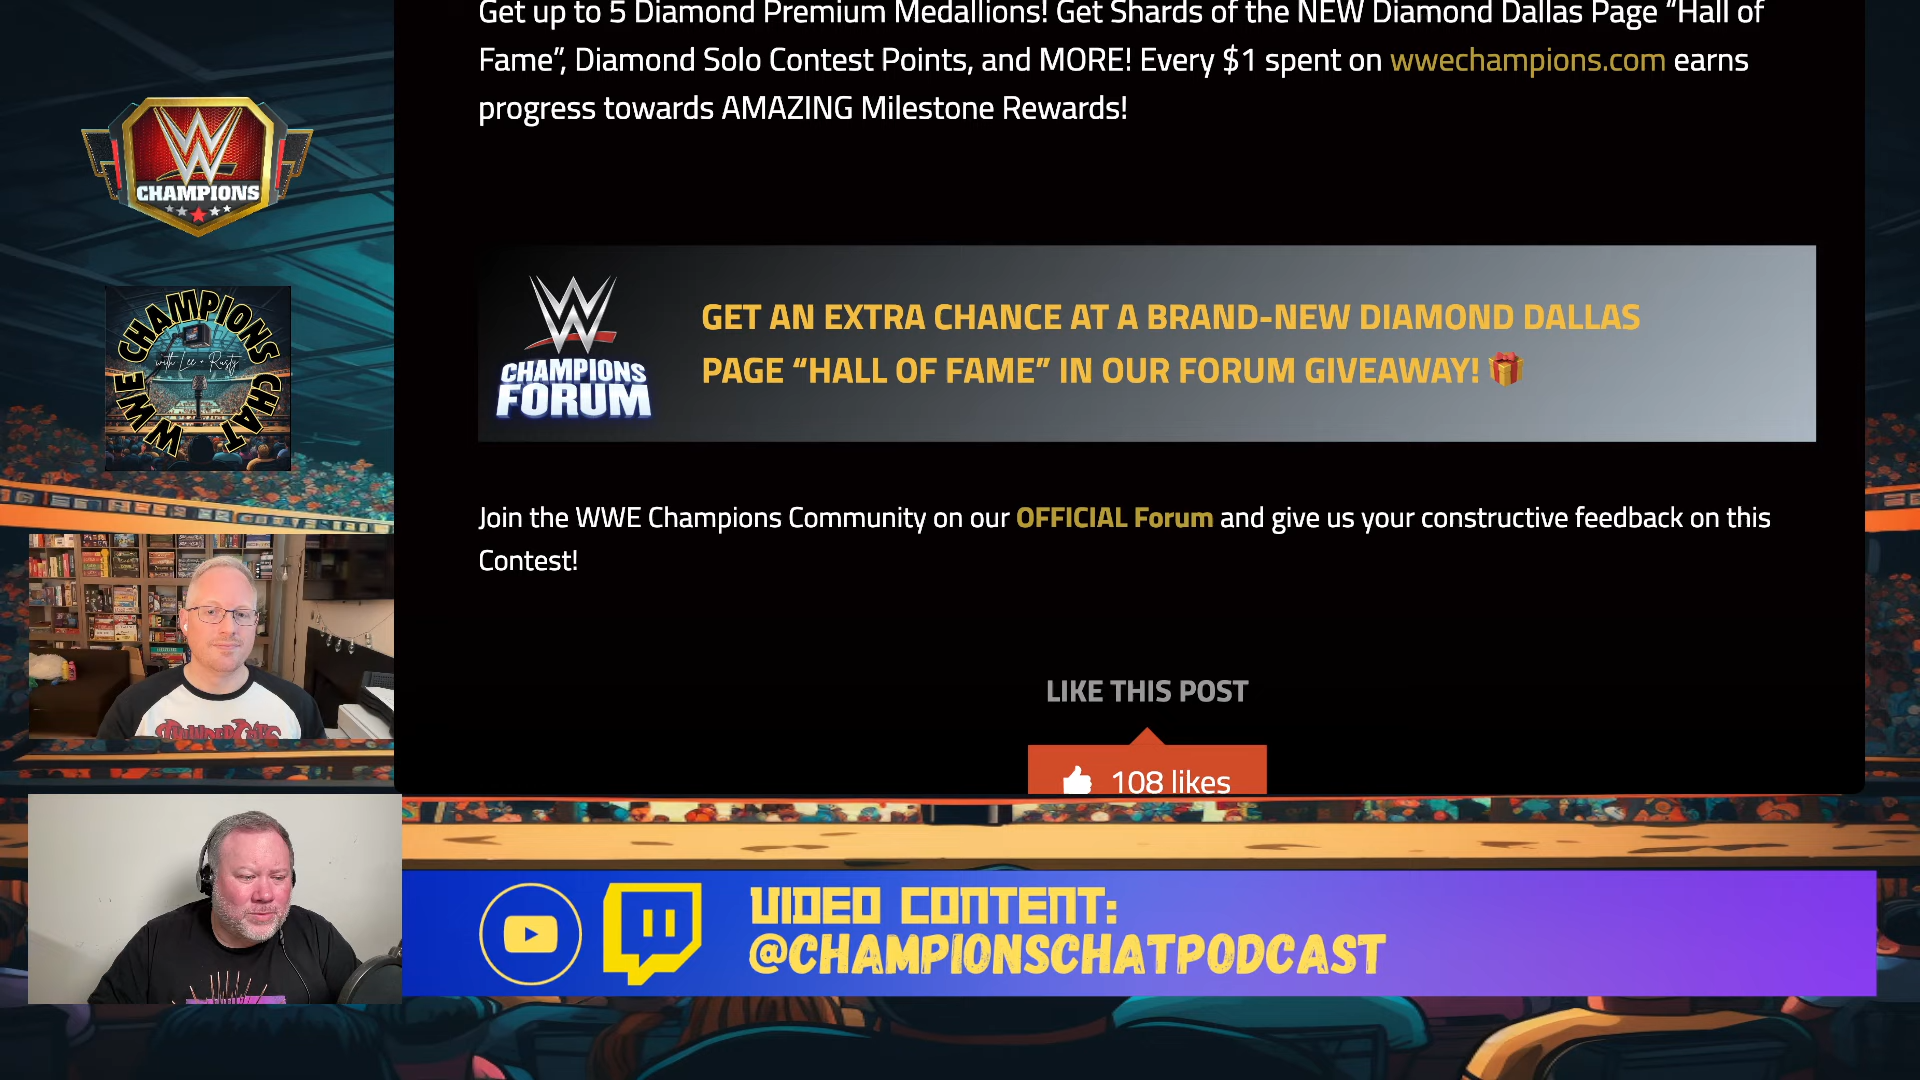 Get up to 5 Diamond Premium Medallions! Get Shards of the NEW Diamond Dallas Page “Hall of
Fame”, Diamond Solo Contest Points, and MORE! Every $1 spent on wwechampions.com earns
progress towards AMAZING Milestone Rewards!
W
CHAMPIONS
WWE CHAMPIONS CHAT
with Lee + Rusty
W
CHAMPIONS
FORUM
GET AN EXTRA CHANCE AT A BRAND-NEW DIAMOND DALLAS
PAGE “HALL OF FAME” IN OUR FORUM GIVEAWAY! 🎁
Join the WWE Champions Community on our OFFICIAL Forum and give us your constructive feedback on this
Contest!
LIKE THIS POST
108 likes
ThunderCats
VIDEO CONTENT:
@CHAMPIONSCHATPODCAST